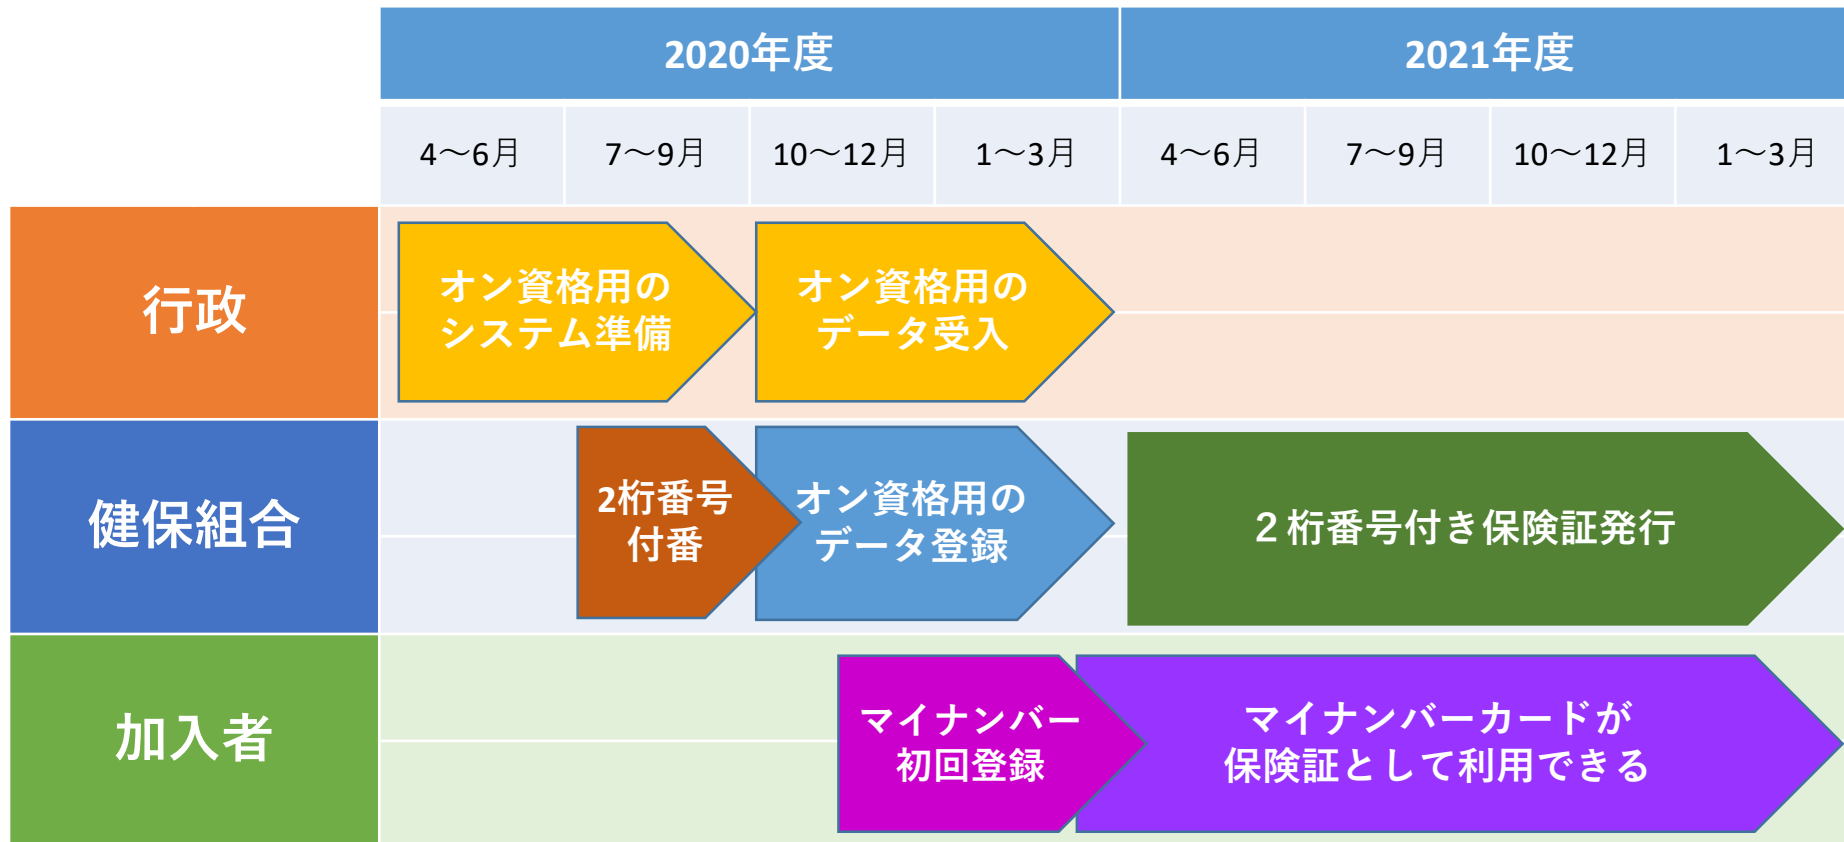 2020年度
2021年度
4～6月
7～9月
10～12月
1～3月
4～6月
7～9月
10～12月
1～3月
行政
オン資格用の
システム準備
オン資格用の
データ受入
健保組合
2桁番号
付番
オン資格用の
データ登録
２桁番号付き保険証発行
加入者
マイナンバー
初回登録
マイナンバーカードが
保険証として利用できる